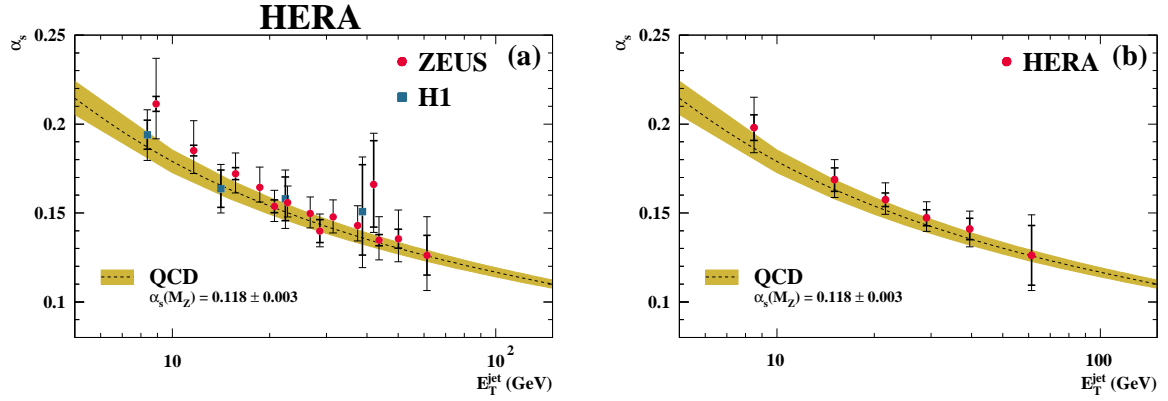 HERA
α_s
0.25
0.2
0.15
0.1
(a)
ZEUS
H1
QCD
α_s(M_Z) = 0.118 ± 0.003
10
10^2
E_T^jet (GeV)
α_s
0.25
0.2
0.15
0.1
(b)
HERA
QCD
α_s(M_Z) = 0.118 ± 0.003
10
100
E_T^jet (GeV)